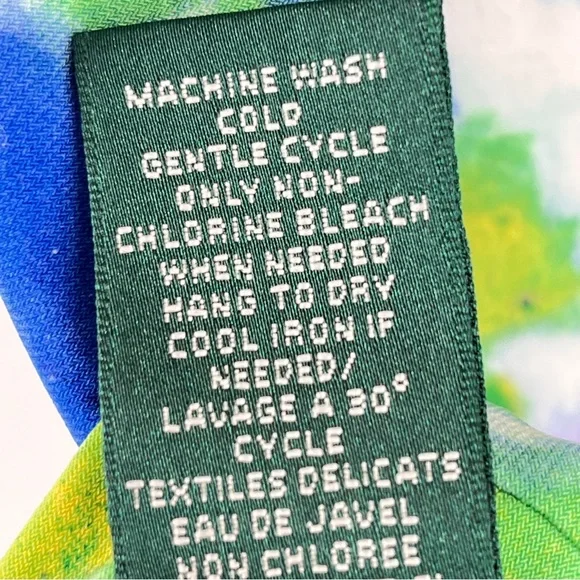 MACHINE WASH
COLD
GENTLE CYCLE
ONLY NON-
CHLORINE BLEACH
WHEN NEEDED
HANG TO DRY
COOL IRON IF
NEEDED/
LAVAGE A 30°
CYCLE
TEXTILES DELICATS
EAU DE JAVEL
NON CHLOREE